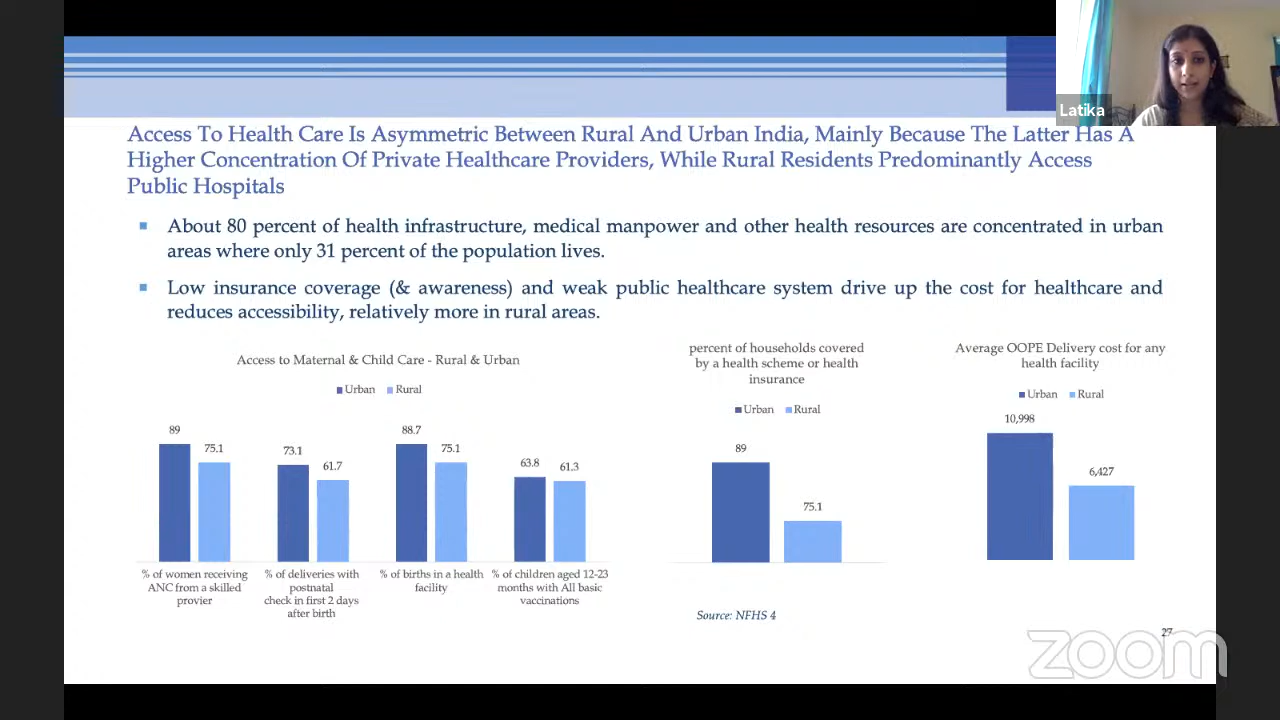 Latika
Access To Health Care Is Asymmetric Between Rural And Urban India, Mainly Because The Latter Has A
Higher Concentration Of Private Healthcare Providers, While Rural Residents Predominantly Access
Public Hospitals
About 80 percent of health infrastructure, medical manpower and other health resources are concentrated in urban
areas where only 31 percent of the population lives.
Low insurance coverage (& awareness) and weak public healthcare system drive up the cost for healthcare and
reduces accessibility, relatively more in rural areas.
Access to Maternal & Child Care - Rural & Urban
Urban Rural
89
75.1
73.1
61.7
88.7
75.1
63.8
61.3
% of women receiving
ANC from a skilled
provier
% of deliveries with
postnatal
check in first 2 days
after birth
% of births in a health
facility
% of children aged 12-23
months with All basic
vaccinations
percent of households covered
by a health scheme or health
insurance
Urban Rural
89
75.1
Average OOPE Delivery cost for any
health facility
Urban Rural
10,998
6,427
Source: NFHS 4
27
zoom